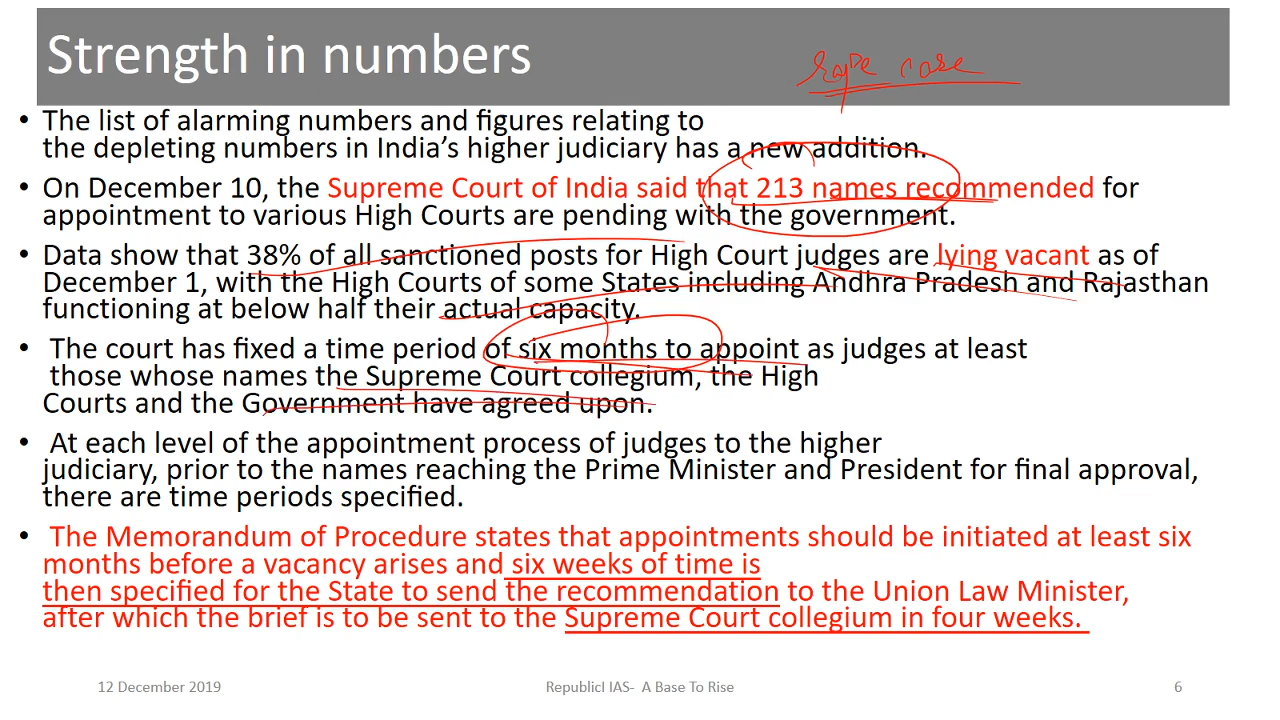 Strength in numbers
rape case
• The list of alarming numbers and figures relating to
the depleting numbers in India's higher judiciary has a new addition.
• On December 10, the Supreme Court of India said that 213 names recommended for
appointment to various High Courts are pending with the government.
• Data show that 38% of all sanctioned posts for High Court judges are lying vacant as of
December 1, with the High Courts of some States including Andhra Pradesh and Rajasthan
functioning at below half their actual capacity.
• The court has fixed a time period of six months to appoint as judges at least
those whose names the Supreme Court collegium, the High
Courts and the Government have agreed upon.
• At each level of the appointment process of judges to the higher
judiciary, prior to the names reaching the Prime Minister and President for final approval,
there are time periods specified.
• The Memorandum of Procedure states that appointments should be initiated at least six
months before a vacancy arises and six weeks of time is
then specified for the State to send the recommendation to the Union Law Minister,
after which the brief is to be sent to the Supreme Court collegium in four weeks.
12 December 2019 RepublicI IAS- A Base To Rise 6